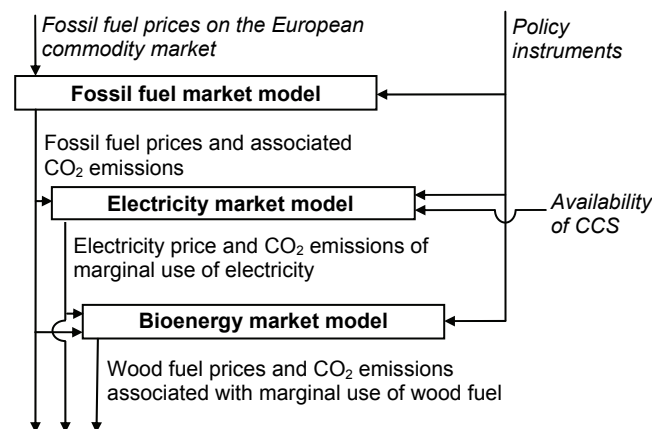 Fossil fuel prices on the European
commodity market
Policy
instruments
Fossil fuel market model
Fossil fuel prices and associated
CO₂ emissions
Electricity market model
Availability
of CCS
Electricity price and CO₂ emissions of
marginal use of electricity
Bioenergy market model
Wood fuel prices and CO₂ emissions
associated with marginal use of wood fuel